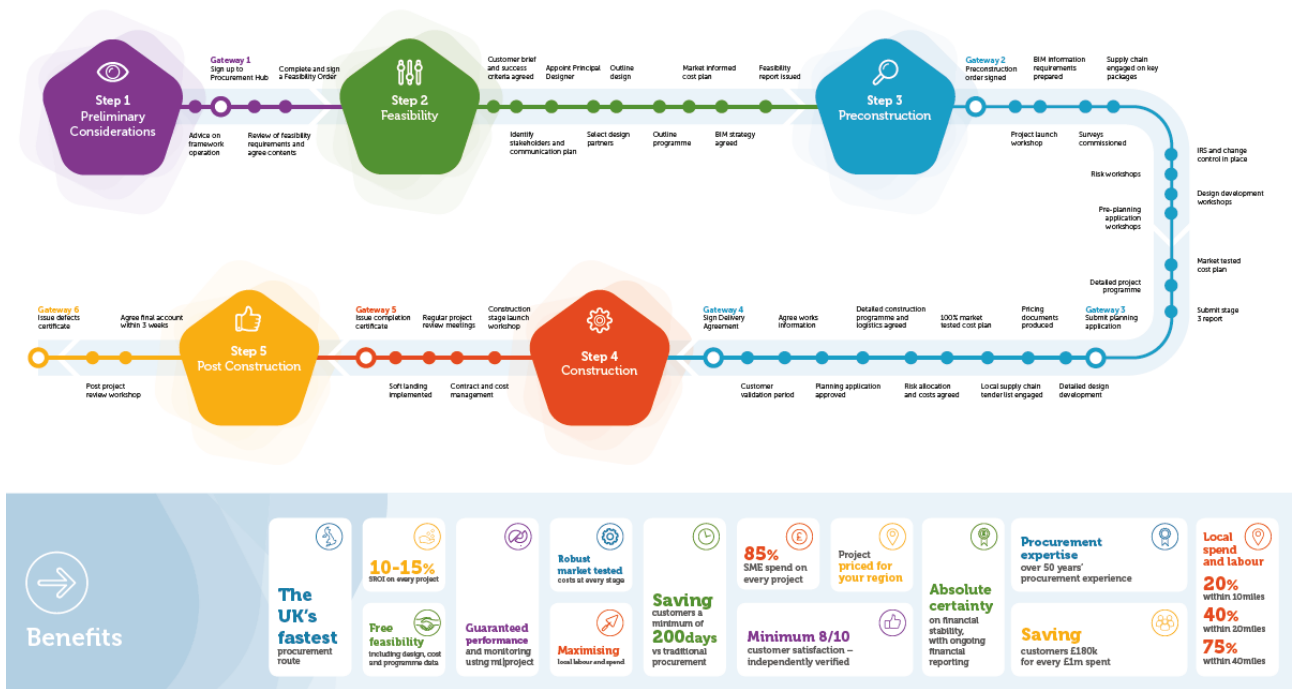 Step 1
Preliminary
Considerations
Advice on
framework
operation
Gateway 1
Sign up to
Procurement Hub
Review of feasibility
requirements and
agree contents
Complete and sign
a Feasibility Order
Step 2
Feasibility
Customer brief
and success
criteria agreed
Identify
stakeholders and
communication plan
Appoint Principal
Designer
Select design
partners
Outline
design
Outline
programme
Market informed
cost plan
BIM strategy
agreed
Feasibility
report issued
Step 3
Preconstruction
Gateway 2
Preconstruction
order signed
Project launch
workshop
BIM information
requirements
prepared
Surveys
commissioned
Supply chain
engaged on key
packages
IRS and change
control in place
Risk workshops
Design development
workshops
Pre-planning
application
workshops
Market tested
cost plan
Detailed project
programme
Submit stage
3 report
Gateway 3
Submit planning
application
Detailed design
development
Pricing
documents
produced
Local supply chain
tender list engaged
100% market
tested cost plan
Risk allocation
and costs agreed
Detailed construction
programme and
logistics agreed
Planning application
approved
Agree works
information
Customer
validation period
Gateway 4
Sign Delivery
Agreement
Step 4
Construction
Construction
stage launch
workshop
Contract and cost
management
Regular project
review meetings
Soft landing
implemented
Gateway 5
Issue completion
certificate
Step 5
Post Construction
Agree final account
within 3 weeks
Post project
review workshop
Gateway 6
Issue defects
certificate
Benefits
The
UK's
fastest
procurement
route
10-15%
SROI on every project
Free
feasibility
including design, cost
and programme data
Guaranteed
performance
and monitoring
using mi|project
Robust
market tested
costs at every stage
Maximising
local labour and spend
Saving
customers a
minimum of
200days
vs traditional
procurement
£
85%
SME spend on
every project
Project
priced for
your region
Minimum 8/10
customer satisfaction –
independently verified
£
Absolute
certainty
on financial
stability,
with ongoing
financial
reporting
Procurement
expertise
over 50 years'
procurement experience
Saving
customers £180k
for every £1m spent
Local
spend
and labour
20%
within 10miles
40%
within 20miles
75%
within 40miles